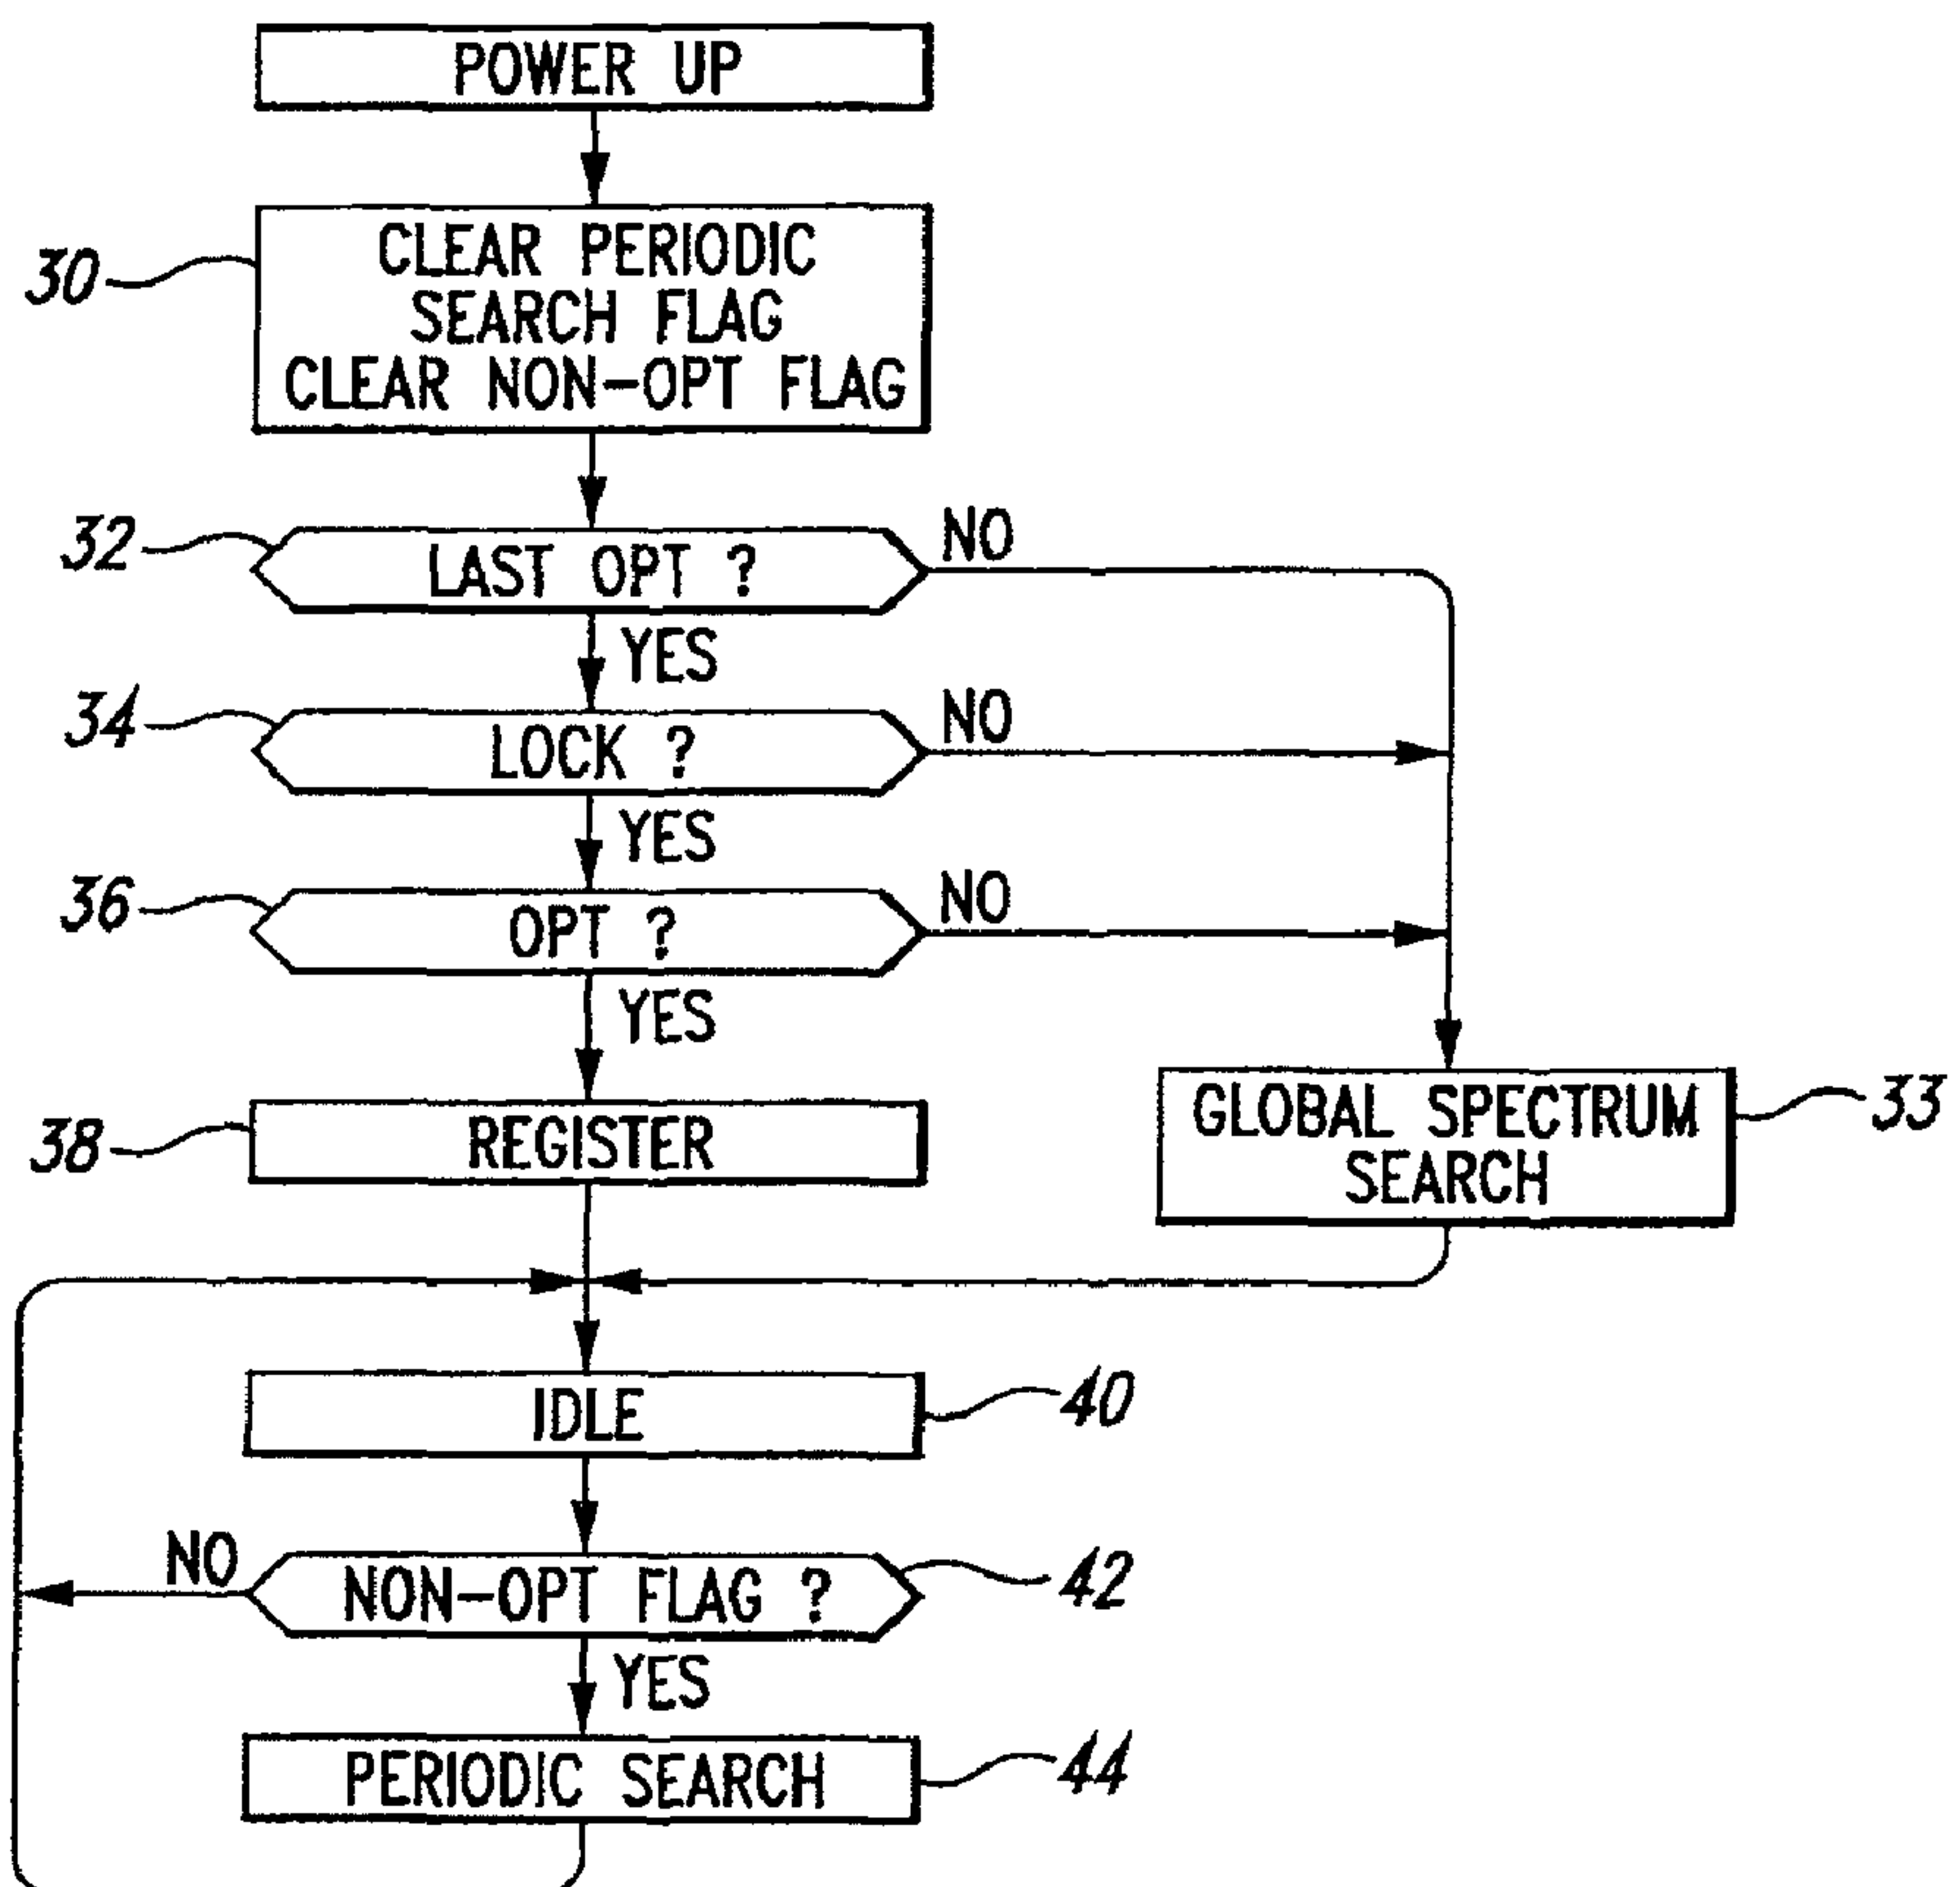 POWER UP
30
CLEAR PERIODIC
SEARCH FLAG
CLEAR NON-OPT FLAG
32
LAST OPT ?
NO
YES
34
LOCK ?
NO
YES
36
OPT ?
NO
YES
38
REGISTER
GLOBAL SPECTRUM
SEARCH
33
IDLE
40
NO
NON-OPT FLAG ?
42
YES
PERIODIC SEARCH
44